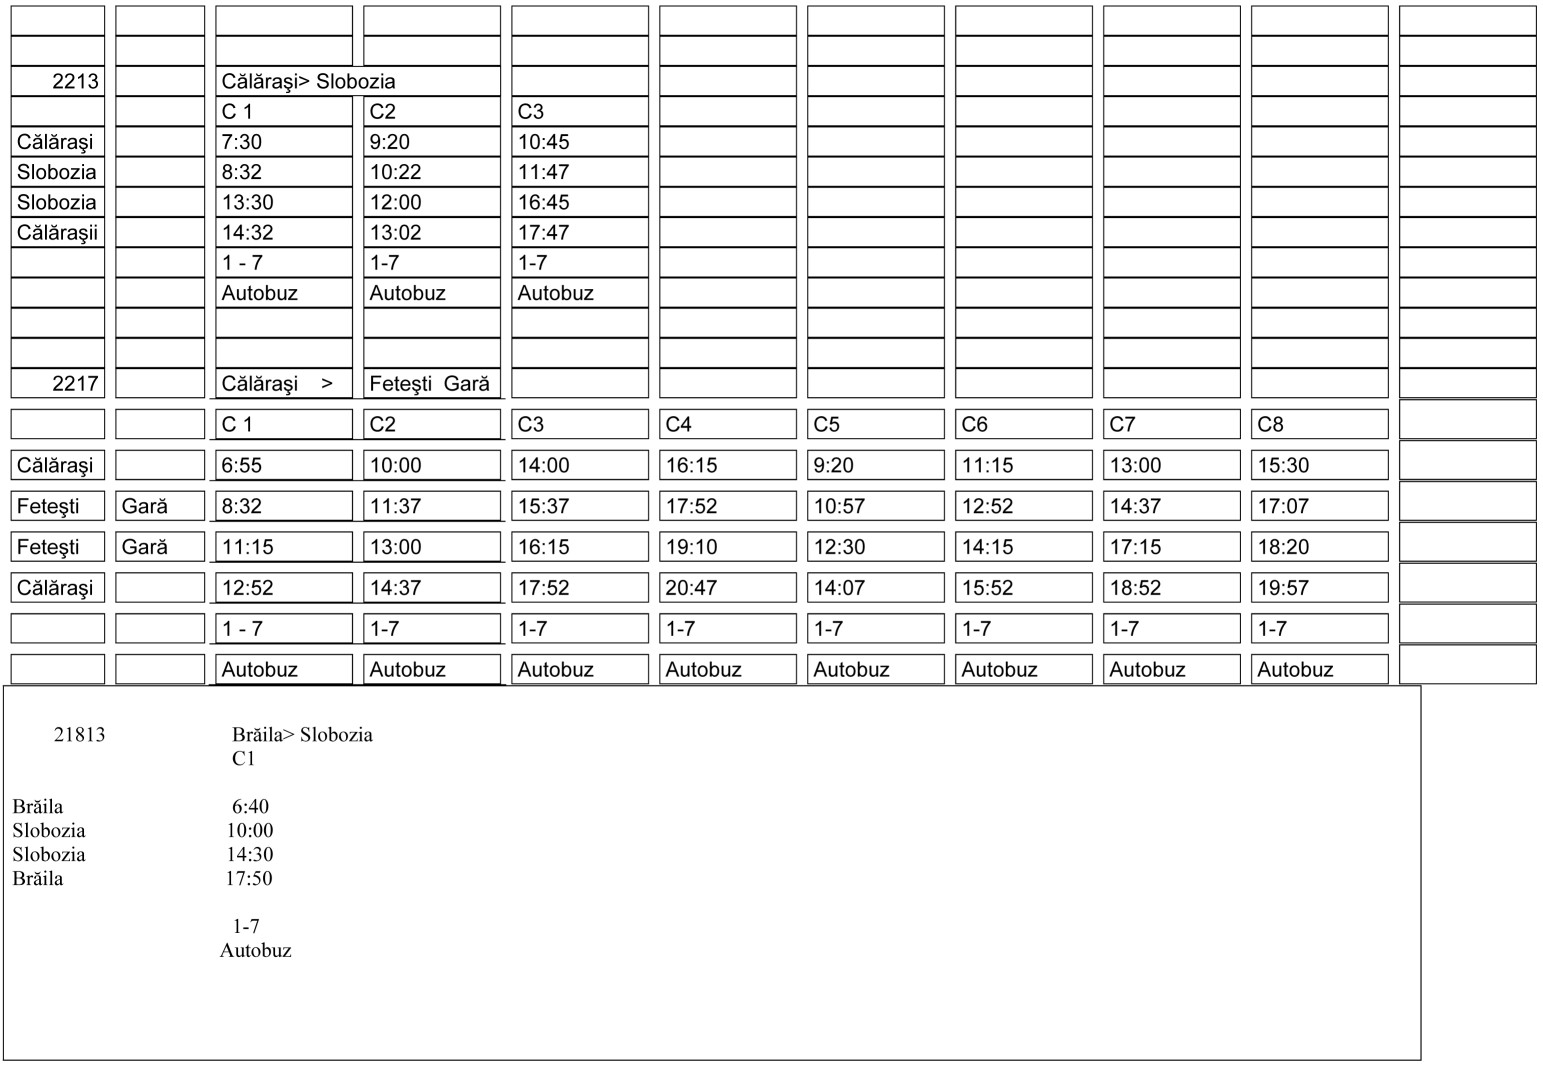 2213 Călăraşi> Slobozia
C 1 C2 C3
Călăraşi 7:30 9:20 10:45
Slobozia 8:32 10:22 11:47
Slobozia 13:30 12:00 16:45
Călăraşii 14:32 13:02 17:47
1 - 7 1-7 1-7
Autobuz Autobuz Autobuz
2217 Călăraşi > Feteşti Gară
C 1 C2 C3 C4 C5 C6 C7 C8
Călăraşi 6:55 10:00 14:00 16:15 9:20 11:15 13:00 15:30
Feteşti Gară 8:32 11:37 15:37 17:52 10:57 12:52 14:37 17:07
Feteşti Gară 11:15 13:00 16:15 19:10 12:30 14:15 17:15 18:20
Călăraşi 12:52 14:37 17:52 20:47 14:07 15:52 18:52 19:57
1 - 7 1-7 1-7 1-7 1-7 1-7 1-7 1-7
Autobuz Autobuz Autobuz Autobuz Autobuz Autobuz Autobuz Autobuz
21813 Brăila> Slobozia
C1
Brăila 6:40
Slobozia 10:00
Slobozia 14:30
Brăila 17:50
1-7
Autobuz